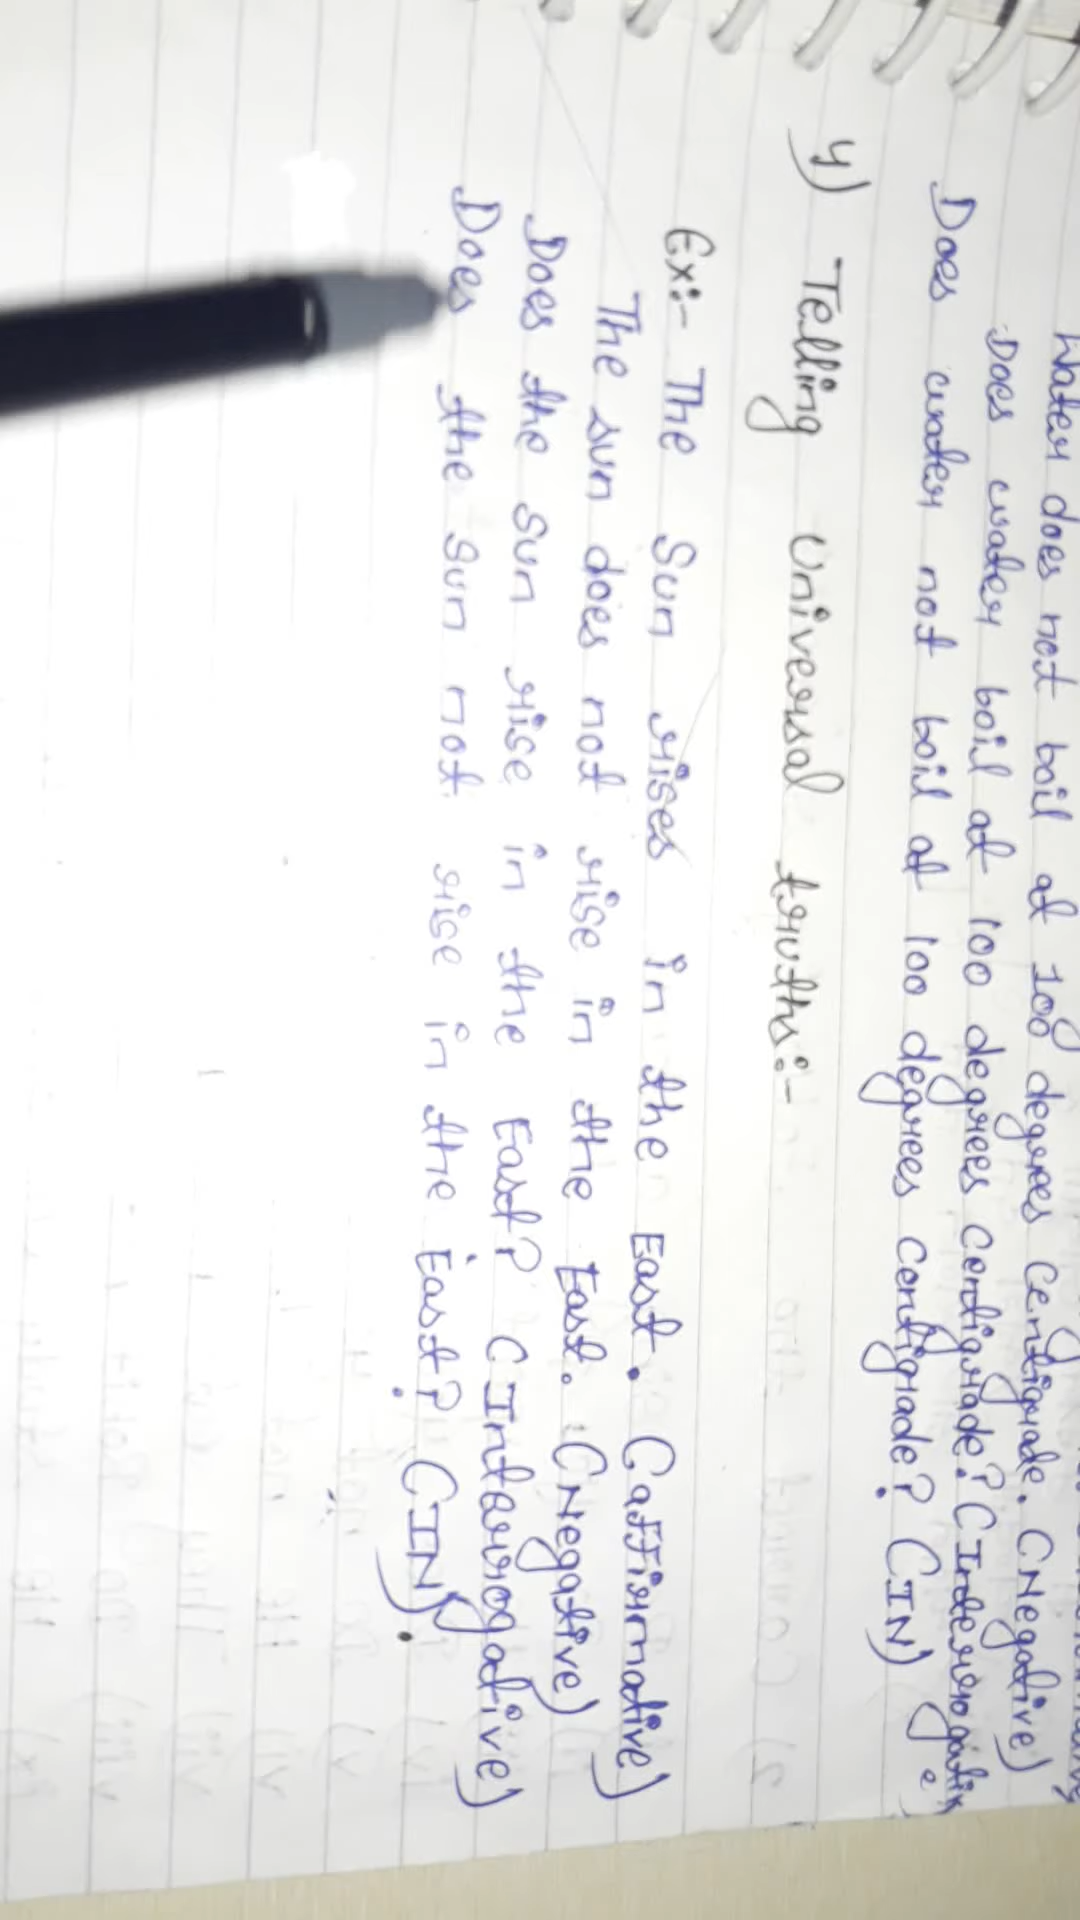 Water does not boil at 100 degrees Centigrade. (Negative)
Does water boil at 100 degrees Centigrade? (Interrogative)
Does water not boil at 100 degrees Centigrade? (IN)
4) Telling Universal truths:-
Ex:- The Sun rises in the East. (affirmative)
The sun does not rise in the East. (Negative)
Does the sun rise in the East? (Interrogative)
Does the sun not rise in the East? (IN).